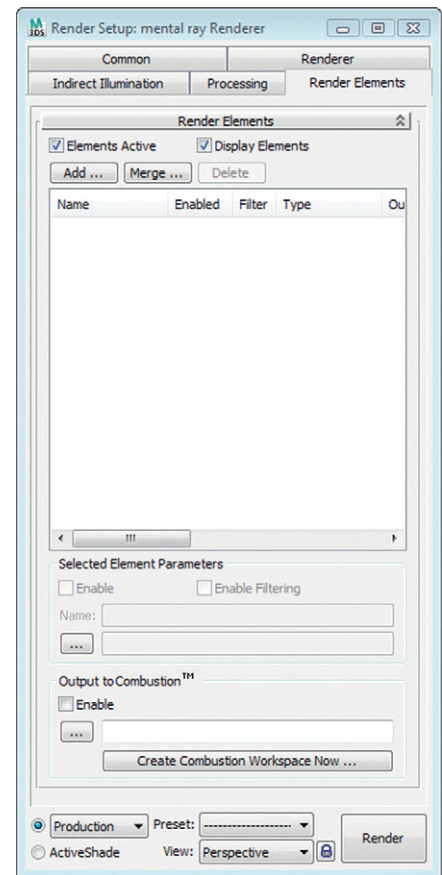 M
3DS
Render Setup: mental ray Renderer
Common Renderer
Indirect Illumination Processing Render Elements
Render Elements
Elements Active Display Elements
Add ... Merge ... Delete
Name Enabled Filter Type Ou
Selected Element Parameters
Enable Enable Filtering
Name:
...
Output to Combustion™
Enable
...
Create Combustion Workspace Now ...
Production Preset: -------------------
ActiveShade View: Perspective
Render